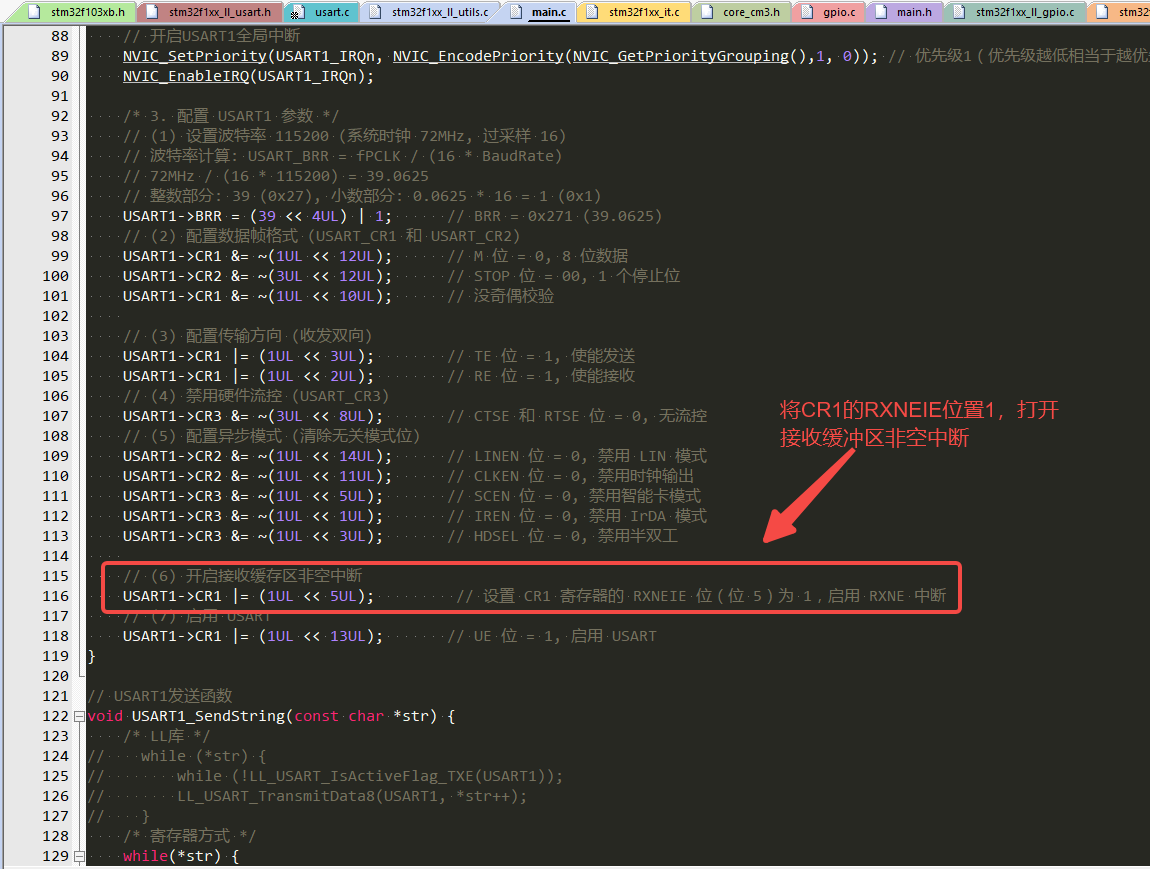 stm32f103xb.h stm32f1xx_ll_usart.h usart.c stm32f1xx_ll_utils.c main.c stm32f1xx_it.c core_cm3.h gpio.c main.h stm32f1xx_ll_gpio.c stm32
88 // 开启USART1全局中断
89 NVIC_SetPriority(USART1_IRQn, NVIC_EncodePriority(NVIC_GetPriorityGrouping(),1, 0)); // 优先级1(优先级越低相当于越优
90 NVIC_EnableIRQ(USART1_IRQn);
91
92 /* 3. 配置 USART1 参数 */
93 // (1) 设置波特率 115200 (系统时钟 72MHz, 过采样 16)
94 // 波特率计算: USART_BRR = fPCLK / (16 * BaudRate)
95 // 72MHz / (16 * 115200) = 39.0625
96 // 整数部分: 39 (0x27), 小数部分: 0.0625 * 16 = 1 (0x1)
97 USART1->BRR = (39 << 4UL) | 1; // BRR = 0x271 (39.0625)
98 // (2) 配置数据帧格式 (USART_CR1 和 USART_CR2)
99 USART1->CR1 &= ~(1UL << 12UL); // M 位 = 0, 8 位数据
100 USART1->CR2 &= ~(3UL << 12UL); // STOP 位 = 00, 1 个停止位
101 USART1->CR1 &= ~(1UL << 10UL); // 没奇偶校验
102
103 // (3) 配置传输方向 (收发双向)
104 USART1->CR1 |= (1UL << 3UL); // TE 位 = 1, 使能发送
105 USART1->CR1 |= (1UL << 2UL); // RE 位 = 1, 使能接收
106 // (4) 禁用硬件流控 (USART_CR3)
107 USART1->CR3 &= ~(3UL << 8UL); // CTSE 和 RTSE 位 = 0, 无流控
108 // (5) 配置异步模式 (清除无关模式位)
109 USART1->CR2 &= ~(1UL << 14UL); // LINEN 位 = 0, 禁用 LIN 模式
110 USART1->CR2 &= ~(1UL << 11UL); // CLKEN 位 = 0, 禁用时钟输出
111 USART1->CR3 &= ~(1UL << 5UL); // SCEN 位 = 0, 禁用智能卡模式
112 USART1->CR3 &= ~(1UL << 1UL); // IREN 位 = 0, 禁用 IrDA 模式
113 USART1->CR3 &= ~(1UL << 3UL); // HDSEL 位 = 0, 禁用半双工
将CR1的RXNEIE位置1，打开
接收缓冲区非空中断
114
115 // (6) 开启接收缓存区非空中断
116 USART1->CR1 |= (1UL << 5UL); // 设置 CR1 寄存器的 RXNEIE 位(位 5)为 1,启用 RXNE 中断
117 // (7) 启用 USART
118 USART1->CR1 |= (1UL << 13UL); // UE 位 = 1, 启用 USART
119 }
120
121 // USART1发送函数
122 void USART1_SendString(const char *str) {
123 /* LL库 */
124 // while (*str) {
125 // while (!LL_USART_IsActiveFlag_TXE(USART1));
126 // LL_USART_TransmitData8(USART1, *str++);
127 // }
128 /* 寄存器方式 */
129 while(*str) {